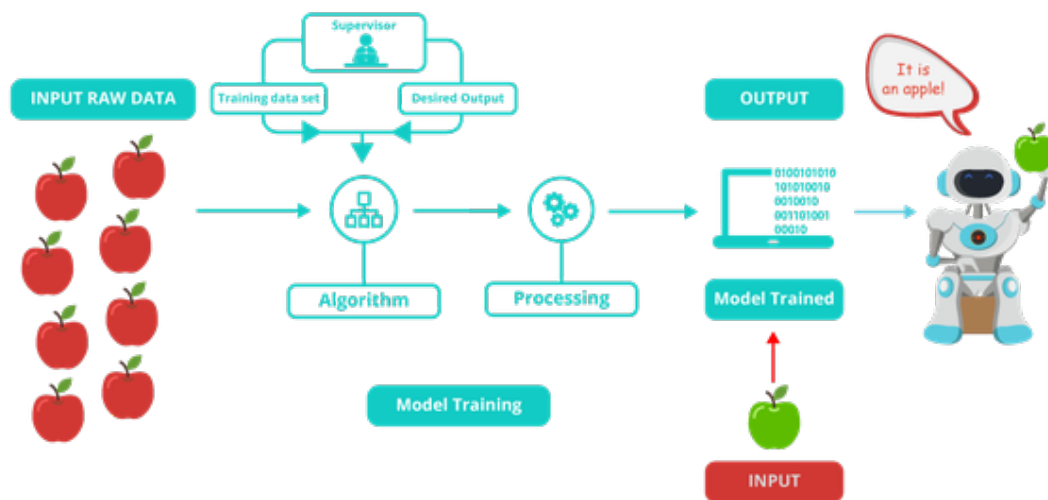 Supervisor
INPUT RAW DATA
Training data set
Desired Output
OUTPUT
It is
an apple!
0100101010
101010010
0010010
001101001
00010
Algorithm
Processing
Model Trained
Model Training
INPUT